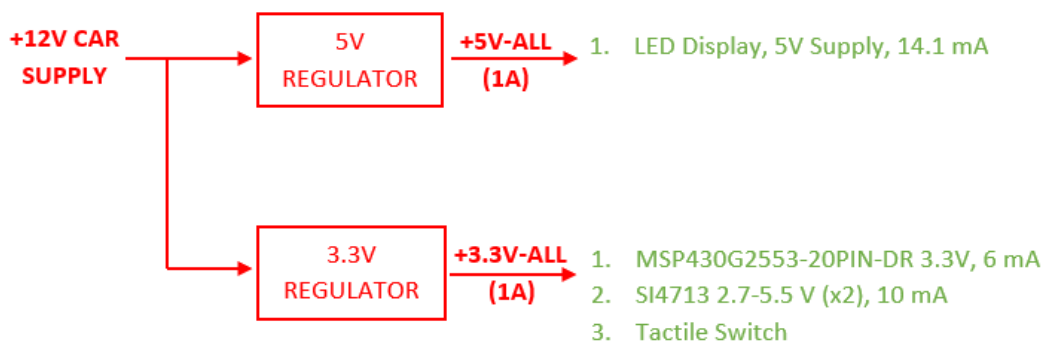 +12V CAR
SUPPLY
5V
REGULATOR
+5V-ALL
(1A)
1. LED Display, 5V Supply, 14.1 mA
3.3V
REGULATOR
+3.3V-ALL
(1A)
1. MSP430G2553-20PIN-DR 3.3V, 6 mA
2. SI4713 2.7-5.5 V (x2), 10 mA
3. Tactile Switch